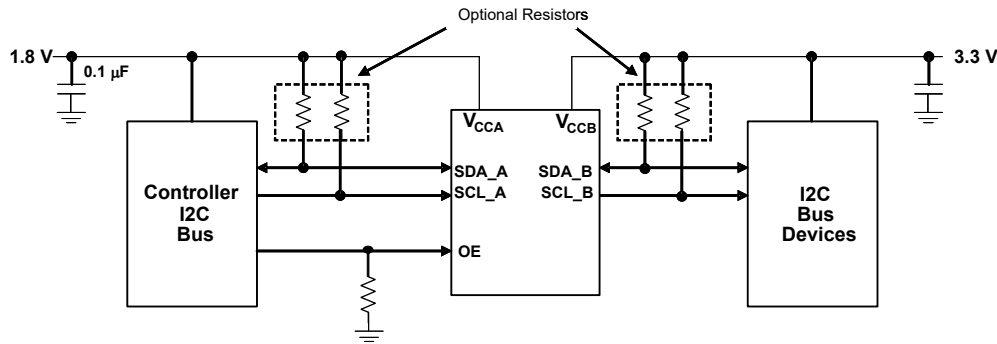 Optional Resistors
1.8 V
0.1 μF
3.3 V
VCCA
VCCB
SDA_A
SDA_B
Controller
I2C
Bus
SCL_A
SCL_B
I2C
Bus
Devices
OE